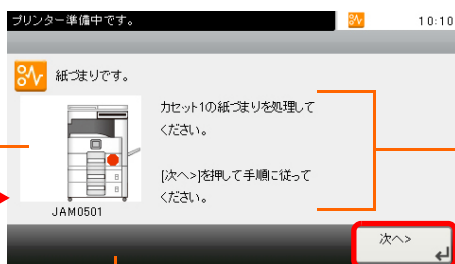 プリンター準備中です。
10:10
紙づまりです。
カセット1の紙づまりを処理して
ください。
[次へ>]を押して手順に従って
ください。
JAM0501
次へ>